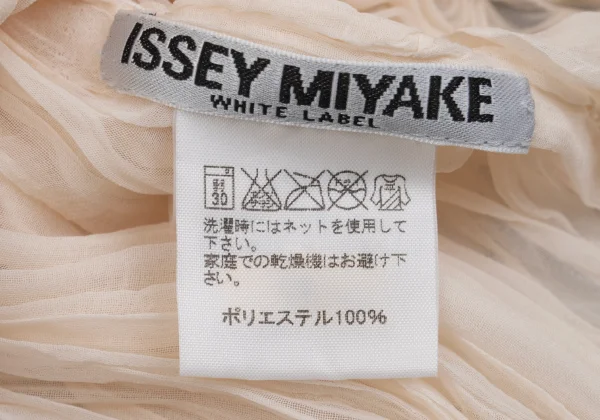 ISSEY MIYAKE
WHITE LABEL
30
洗濯時にはネットを使用して
下さい。
家庭での乾燥機はお避け下
さい。
ポリエステル100%